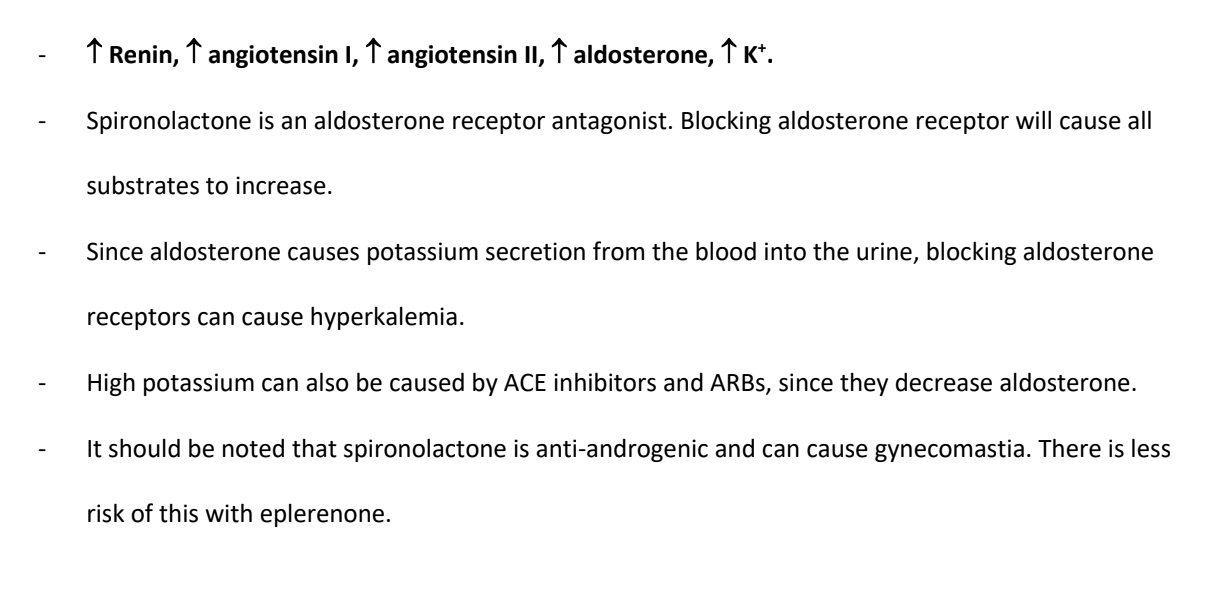 - ↑ Renin, ↑ angiotensin I, ↑ angiotensin II, ↑ aldosterone, ↑ K⁺.
- Spironolactone is an aldosterone receptor antagonist. Blocking aldosterone receptor will cause all
substrates to increase.
- Since aldosterone causes potassium secretion from the blood into the urine, blocking aldosterone
receptors can cause hyperkalemia.
- High potassium can also be caused by ACE inhibitors and ARBs, since they decrease aldosterone.
- It should be noted that spironolactone is anti-androgenic and can cause gynecomastia. There is less
risk of this with eplerenone.